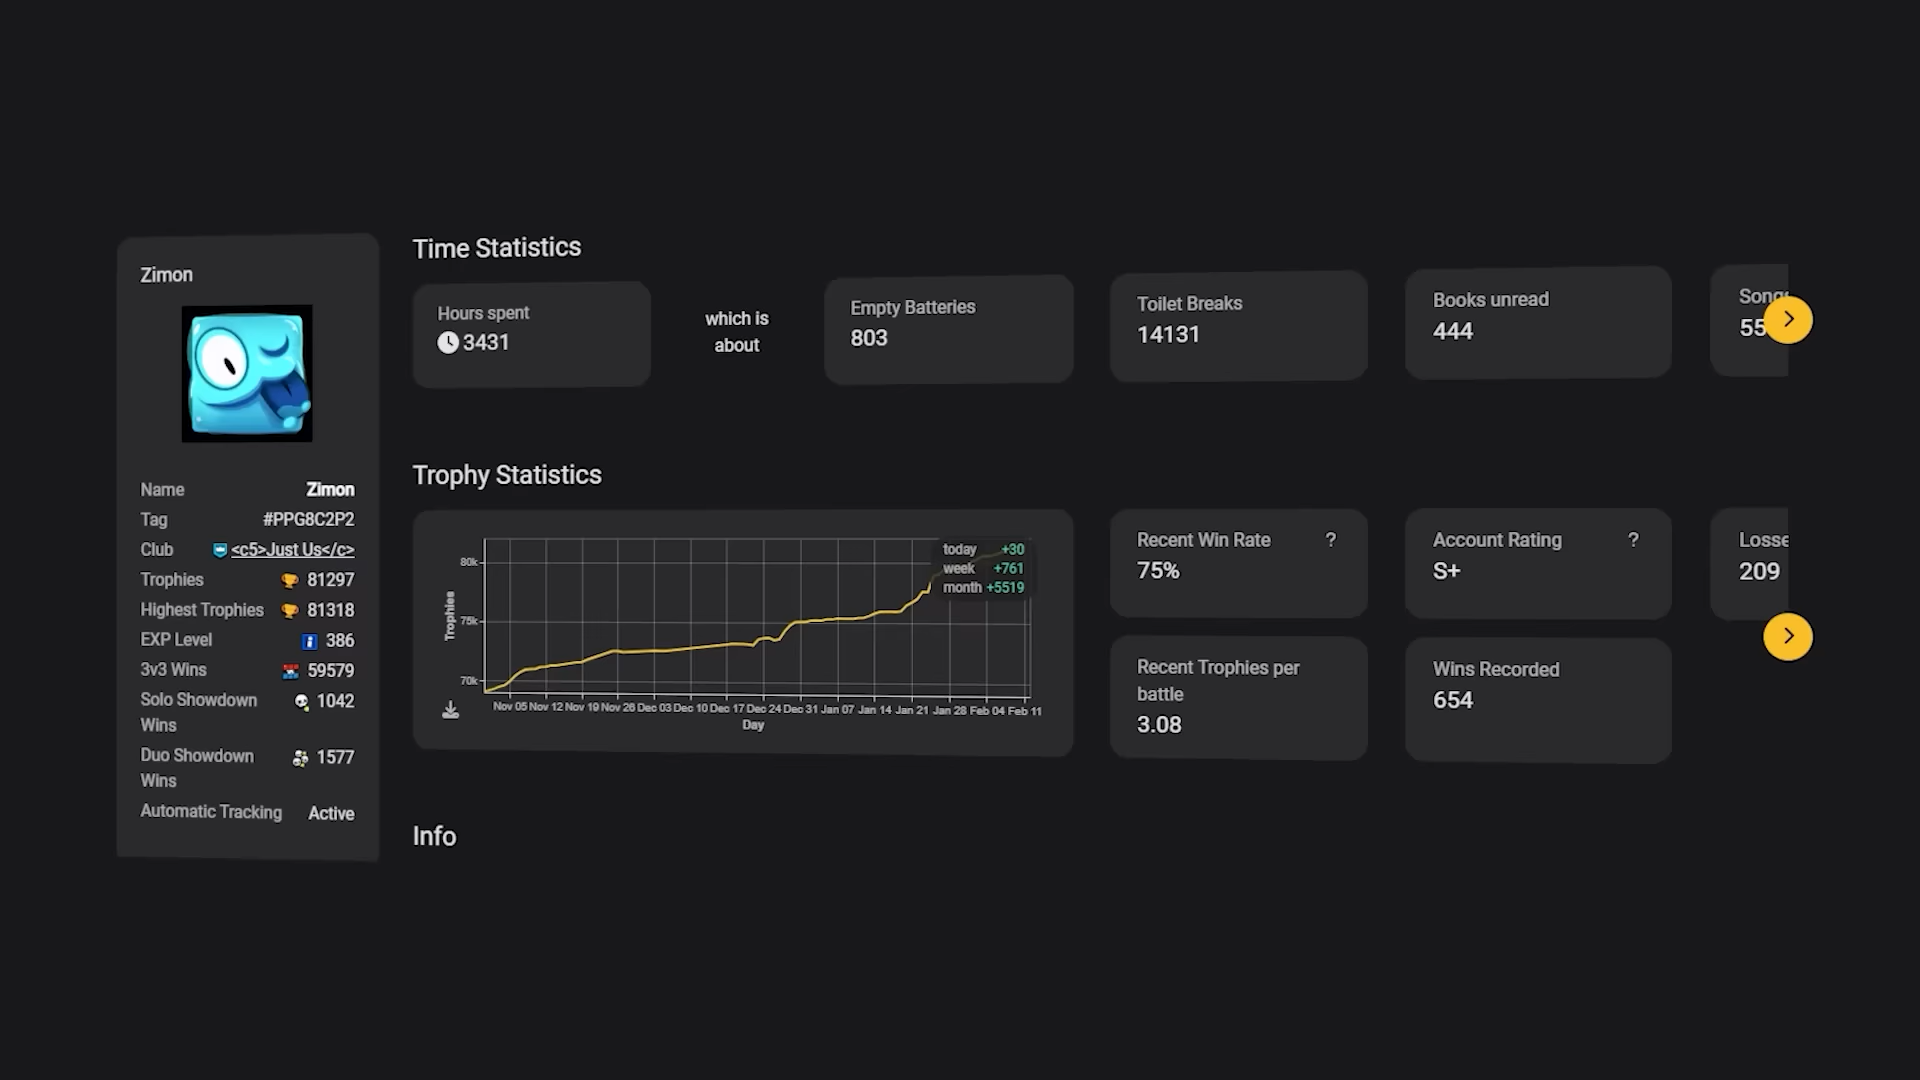 Zimon
Name Zimon
Tag #PPG8C2P2
Club <c5>Just Us</c>
Trophies 81297
Highest Trophies 81318
EXP Level 386
3v3 Wins 59579
Solo Showdown 1042
Wins
Duo Showdown 1577
Wins
Automatic Tracking Active
Time Statistics
Hours spent
3431
which is
about
Empty Batteries
803
Toilet Breaks
14131
Books unread
444
Song
55
Trophy Statistics
Trophies
80k
75k
70k
today +30
week +761
month +5519
Nov 05 Nov 12 Nov 19 Nov 26 Dec 03 Dec 10 Dec 17 Dec 24 Dec 31 Jan 07 Jan 14 Jan 21 Jan 28 Feb 04 Feb 11
Day
Recent Win Rate ?
75%
Account Rating ?
S+
Losse
209
Recent Trophies per
battle
3.08
Wins Recorded
654
Info